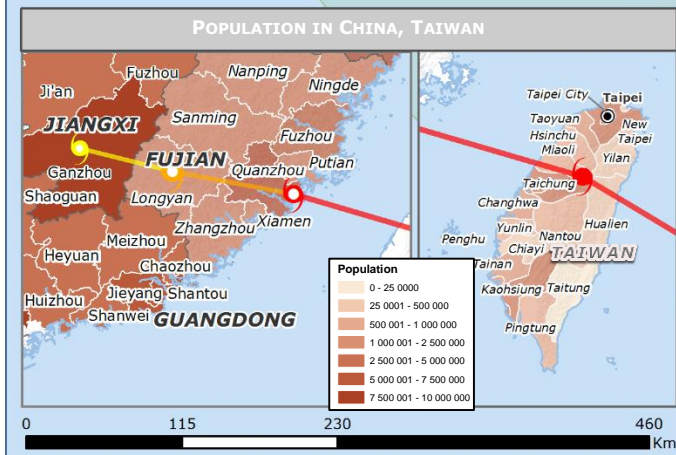 POPULATION IN CHINA, TAIWAN
Fuzhou
Nanping
Ji'an
Ningde
JIANGXI
Sanming
Fuzhou
FUJIAN
Ganzhou
Quanzhou
Putian
Shaoguan
Longyan
Xiamen
Zhangzhou
Meizhou
Heyuan
Chaozhou
Huizhou
Jieyang
Shantou
Shanwei
GUANGDONG
Taipei City
Taipei
Taoyuan
New
Taipei
Hsinchu
Miaoli
Yilan
Taichung
Changhwa
Hualien
Yunlin
Nantou
Penghu
Chiayi
TAIWAN
Tainan
Kaohsiung
Taitung
Pingtung
Population
0 - 25 0000
25 0001 - 500 000
500 001 - 1 000 000
1 000 001 - 2 500 000
2 500 001 - 5 000 000
5 000 001 - 7 500 000
7 500 001 - 10 000 000
0 115 230 460
Km